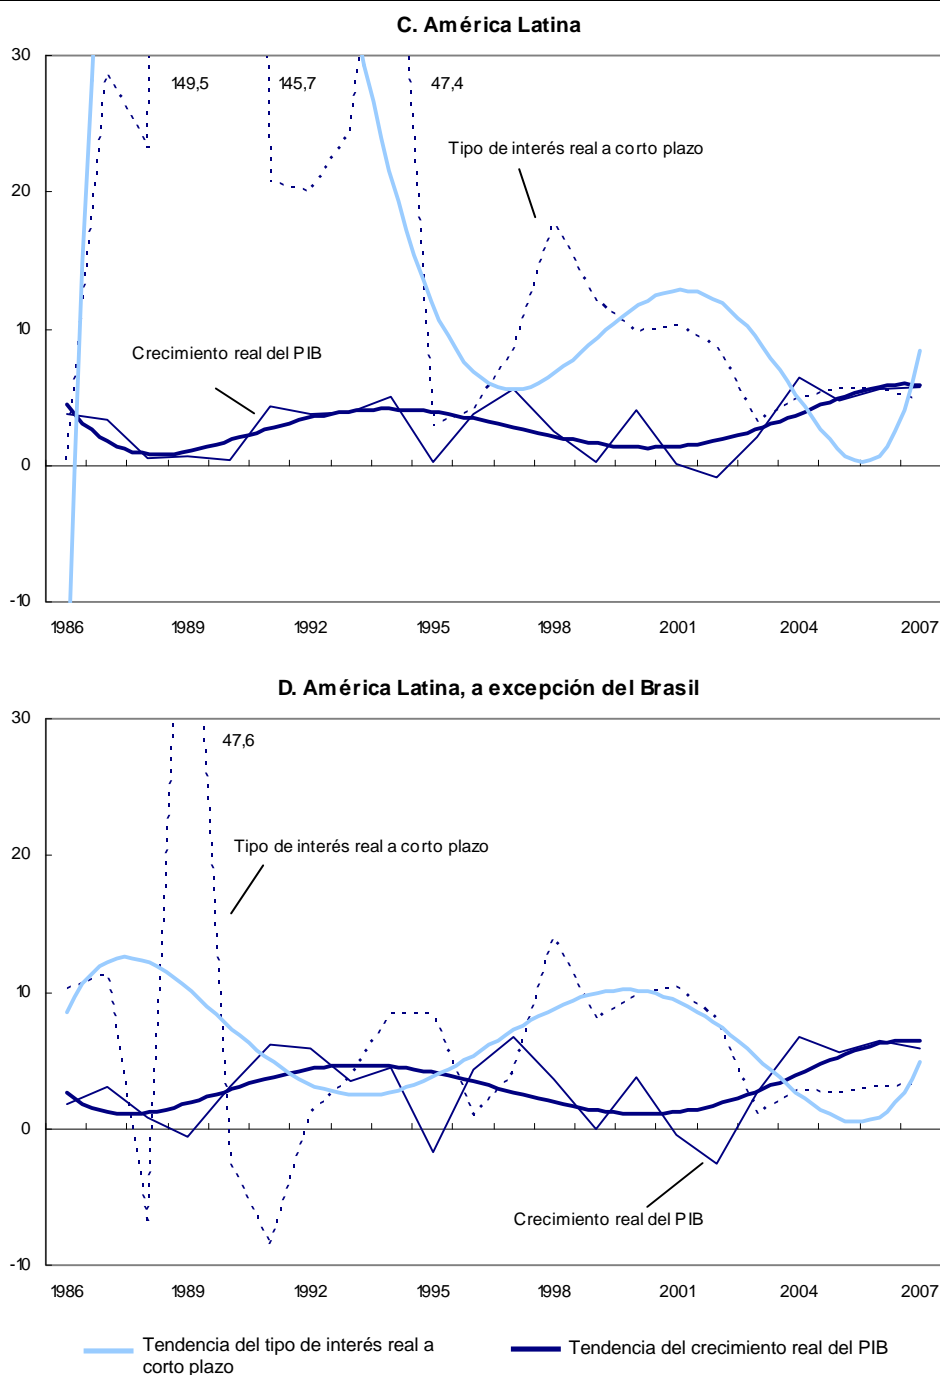 C. América Latina
30
149,5
145,7
47,4
Tipo de interés real a corto plazo
20
10
Crecimiento real del PIB
0
-10
1986 1989 1992 1995 1998 2001 2004 2007
D. América Latina, a excepción del Brasil
30
47,6
Tipo de interés real a corto plazo
20
10
0
Crecimiento real del PIB
-10
1986 1989 1992 1995 1998 2001 2004 2007
Tendencia del tipo de interés real a
corto plazo
Tendencia del crecimiento real del PIB